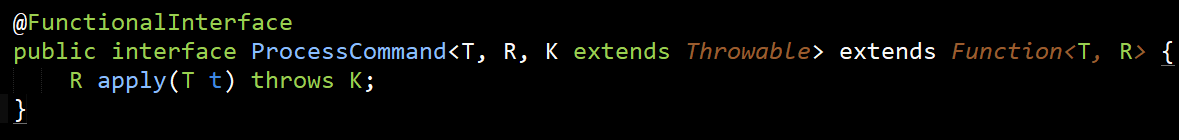 @FunctionalInterface
public interface ProcessCommand<T, R, K extends Throwable> extends Function<T, R> {
    R apply(T t) throws K;
}